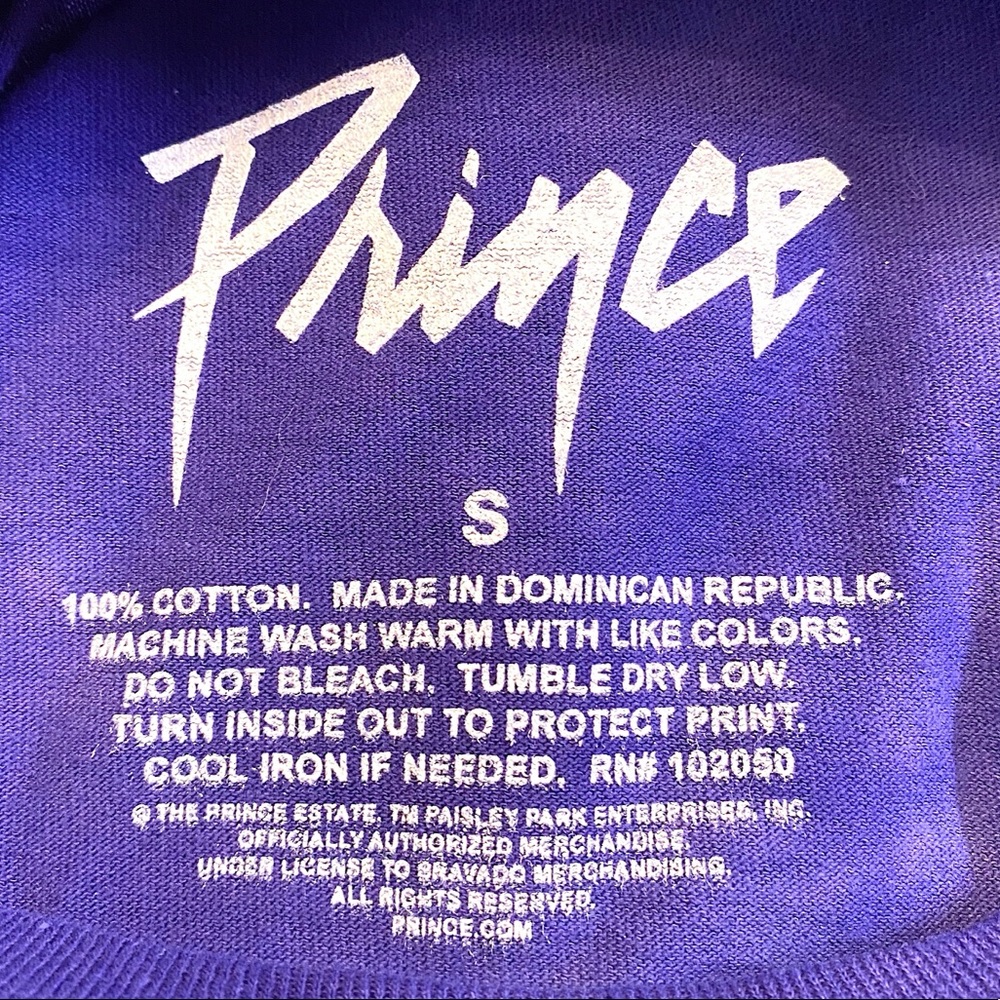 Prince
S
100% COTTON. MADE IN DOMINICAN REPUBLIC.
MACHINE WASH WARM WITH LIKE COLORS.
DO NOT BLEACH. TUMBLE DRY LOW.
TURN INSIDE OUT TO PROTECT PRINT.
COOL IRON IF NEEDED. RN# 102050
© THE PRINCE ESTATE. TM PAISLEY PARK ENTERPRISES, INC.
OFFICIALLY AUTHORIZED MERCHANDISE.
UNDER LICENSE TO BRAVADO MERCHANDISING.
ALL RIGHTS RESERVED.
PRINCE.COM